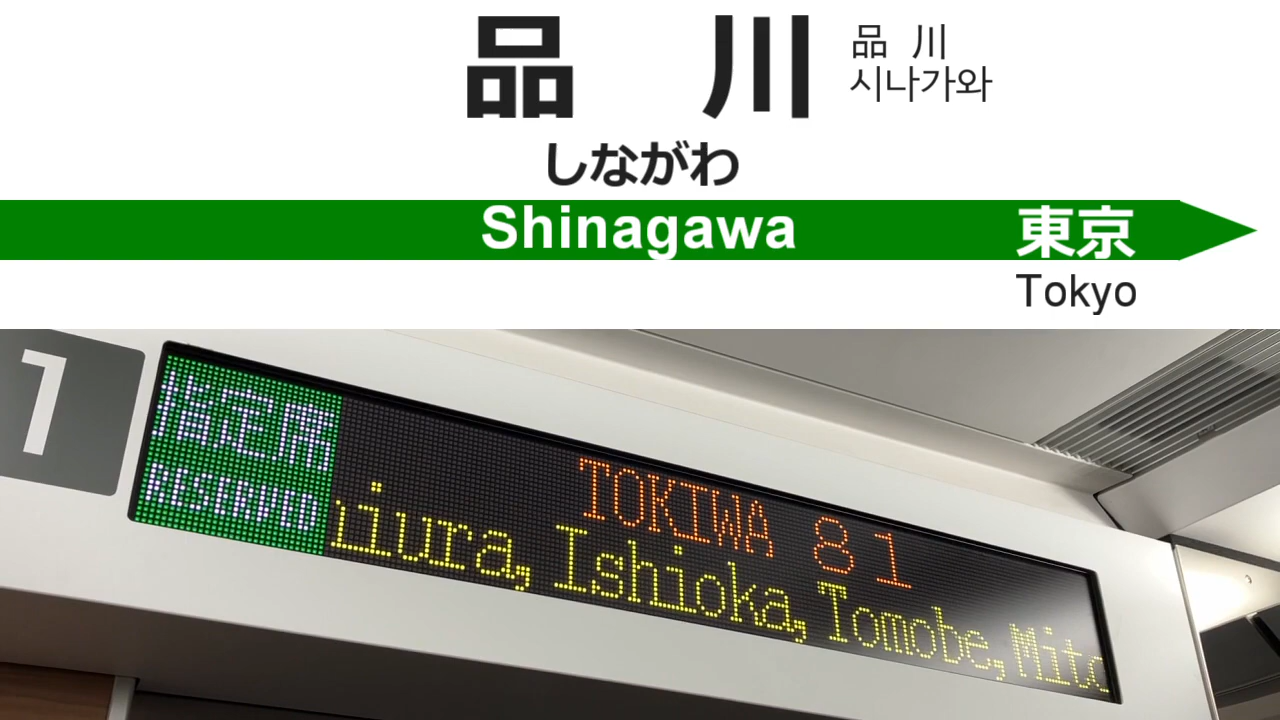 品 川
品 川
시나가와
しながわ
Shinagawa
東京
Tokyo
1
指定席
RESERVED
TOKIWA 81
iura, Ishioka, Tomobe, Mito